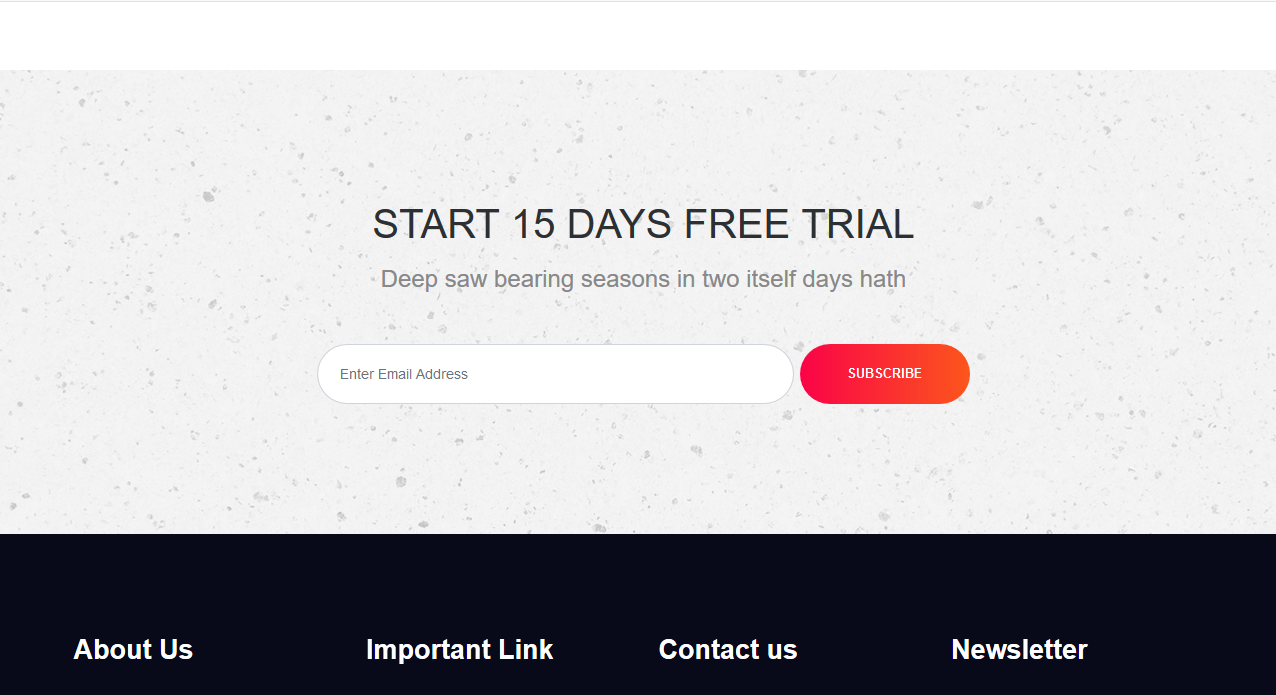 START 15 DAYS FREE TRIAL
Deep saw bearing seasons in two itself days hath
Enter Email Address
SUBSCRIBE
About Us
Important Link
Contact us
Newsletter